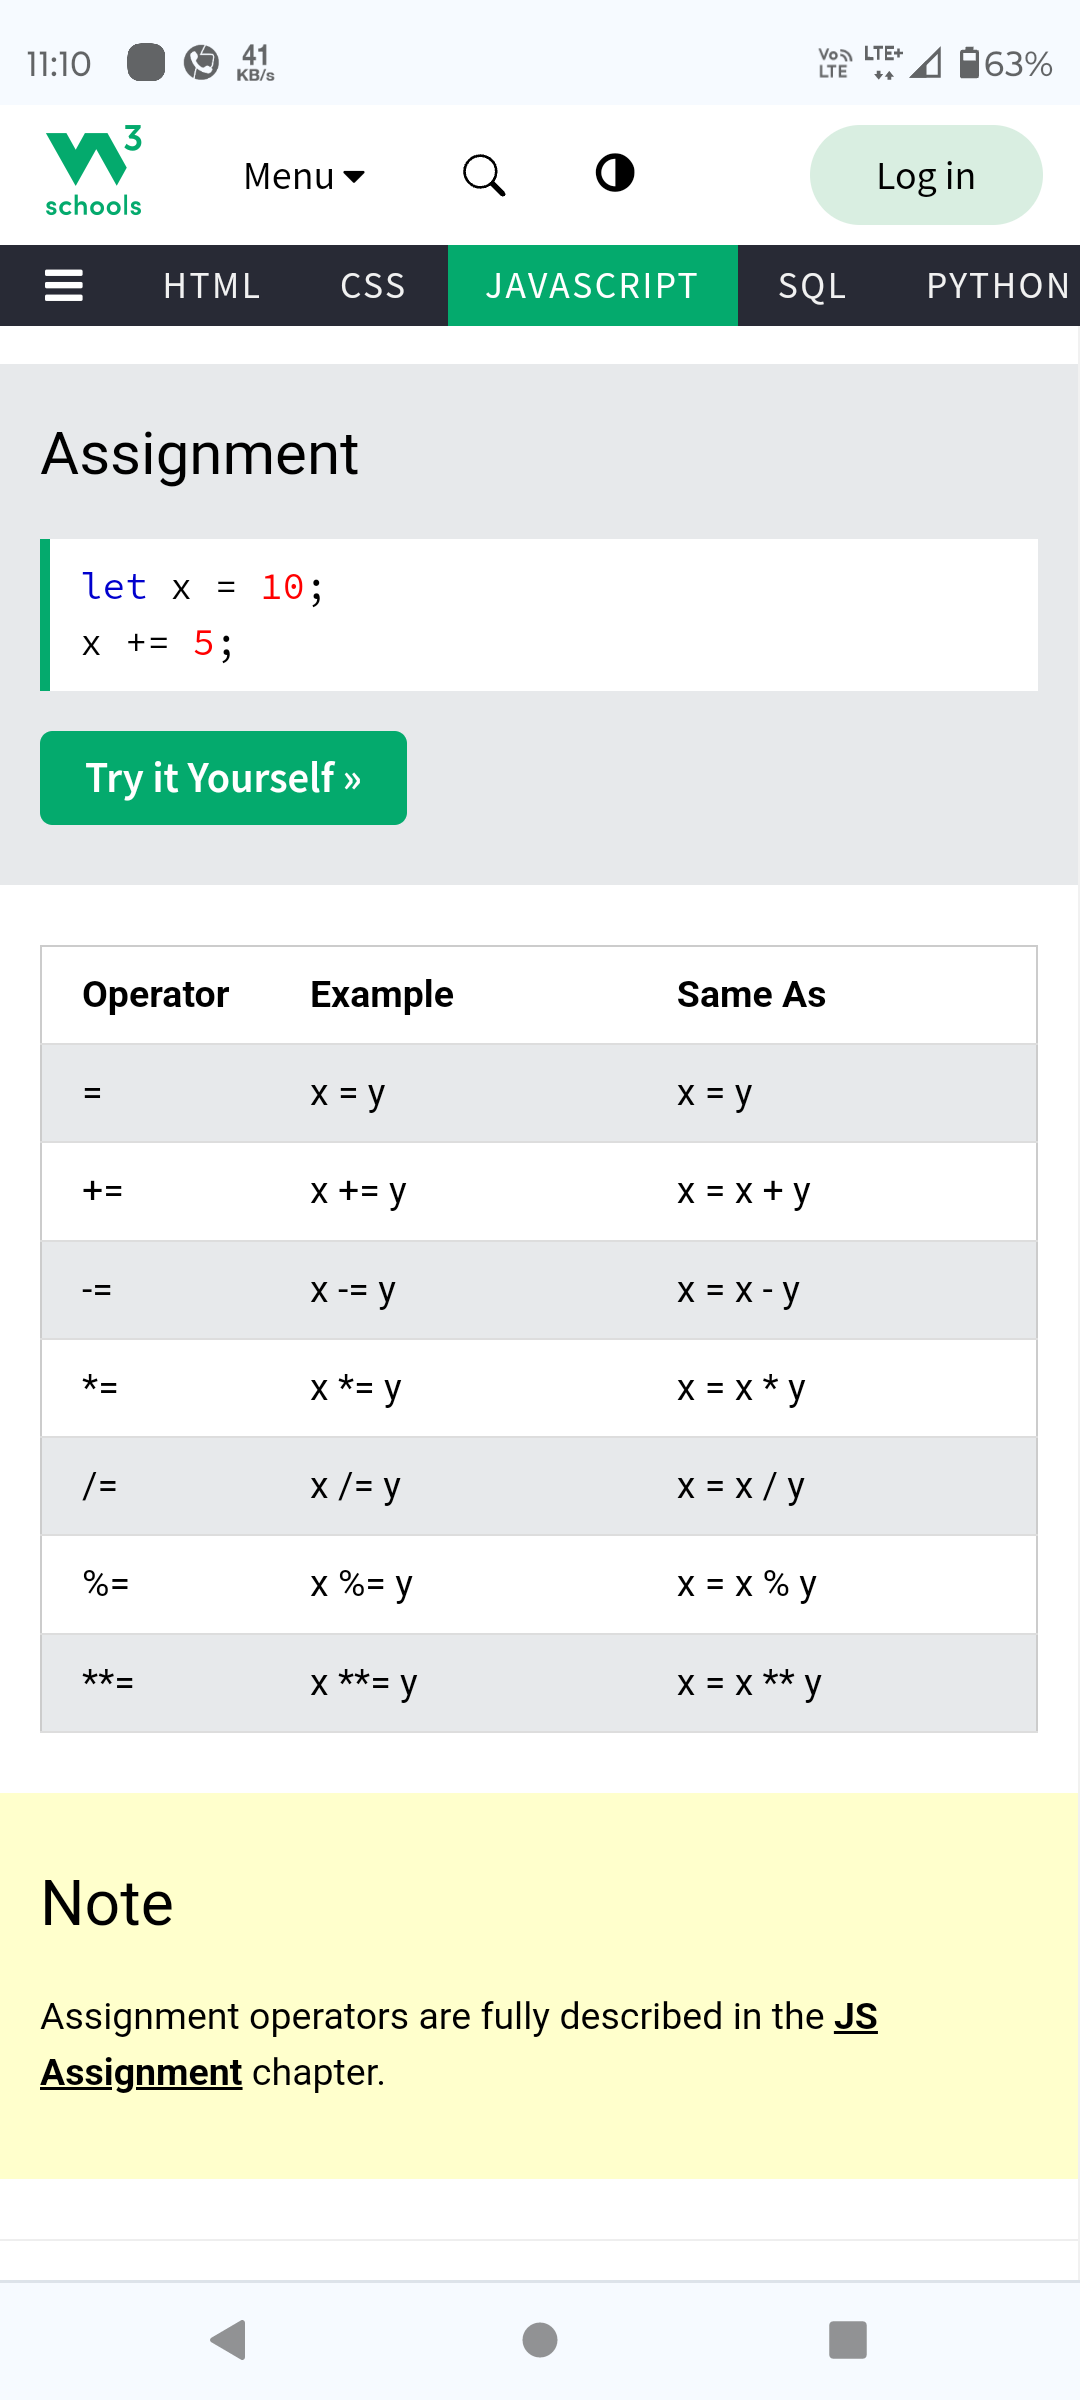 11:10 41 KB/s Vo LTE LTE+ 63%
W3 schools Menu Log in
HTML CSS JAVASCRIPT SQL PYTHON
Assignment
let x = 10;
x += 5;
Try it Yourself »
Operator Example Same As
= x = y x = y
+= x += y x = x + y
-= x -= y x = x - y
*= x *= y x = x * y
/= x /= y x = x / y
%= x %= y x = x % y
**= x **= y x = x ** y
Note
Assignment operators are fully described in the JS
Assignment chapter.